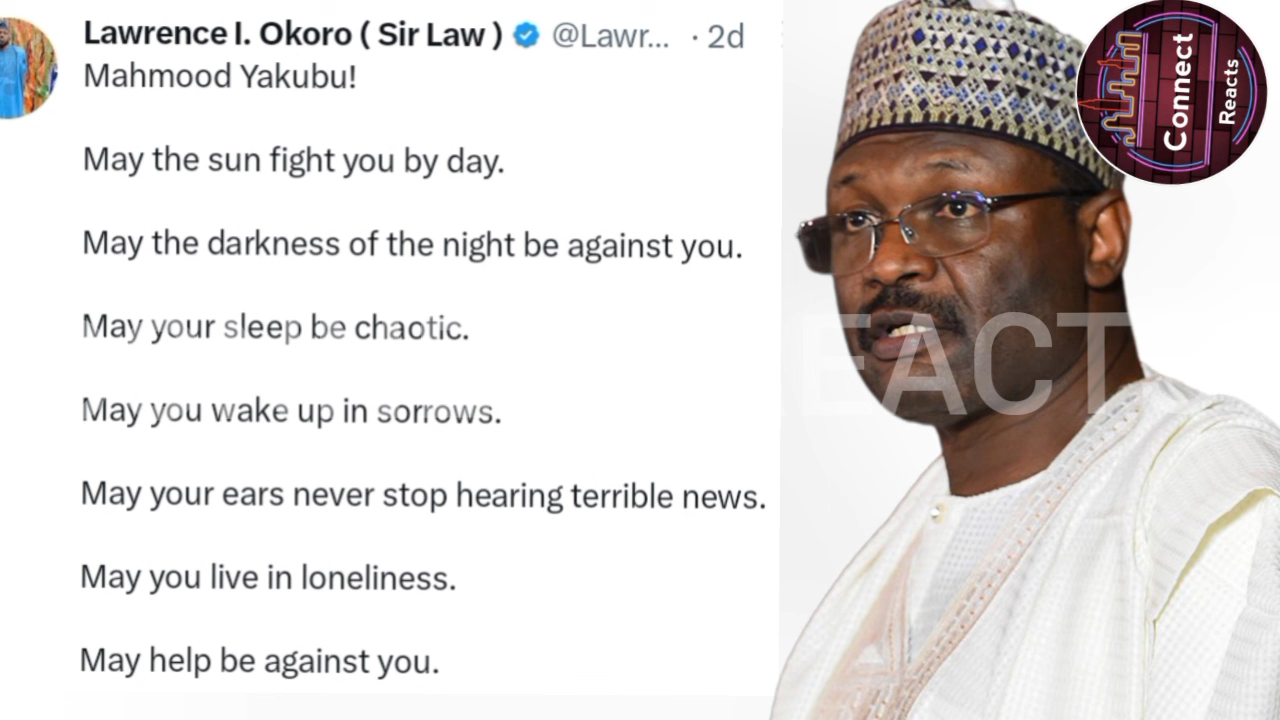 Lawrence I. Okoro ( Sir Law ) @Lawr... · 2d
Mahmood Yakubu!
May the sun fight you by day.
May the darkness of the night be against you.
May your sleep be chaotic.
May you wake up in sorrows.
May your ears never stop hearing terrible news.
May you live in loneliness.
May help be against you.
Connect
Reacts
EACT